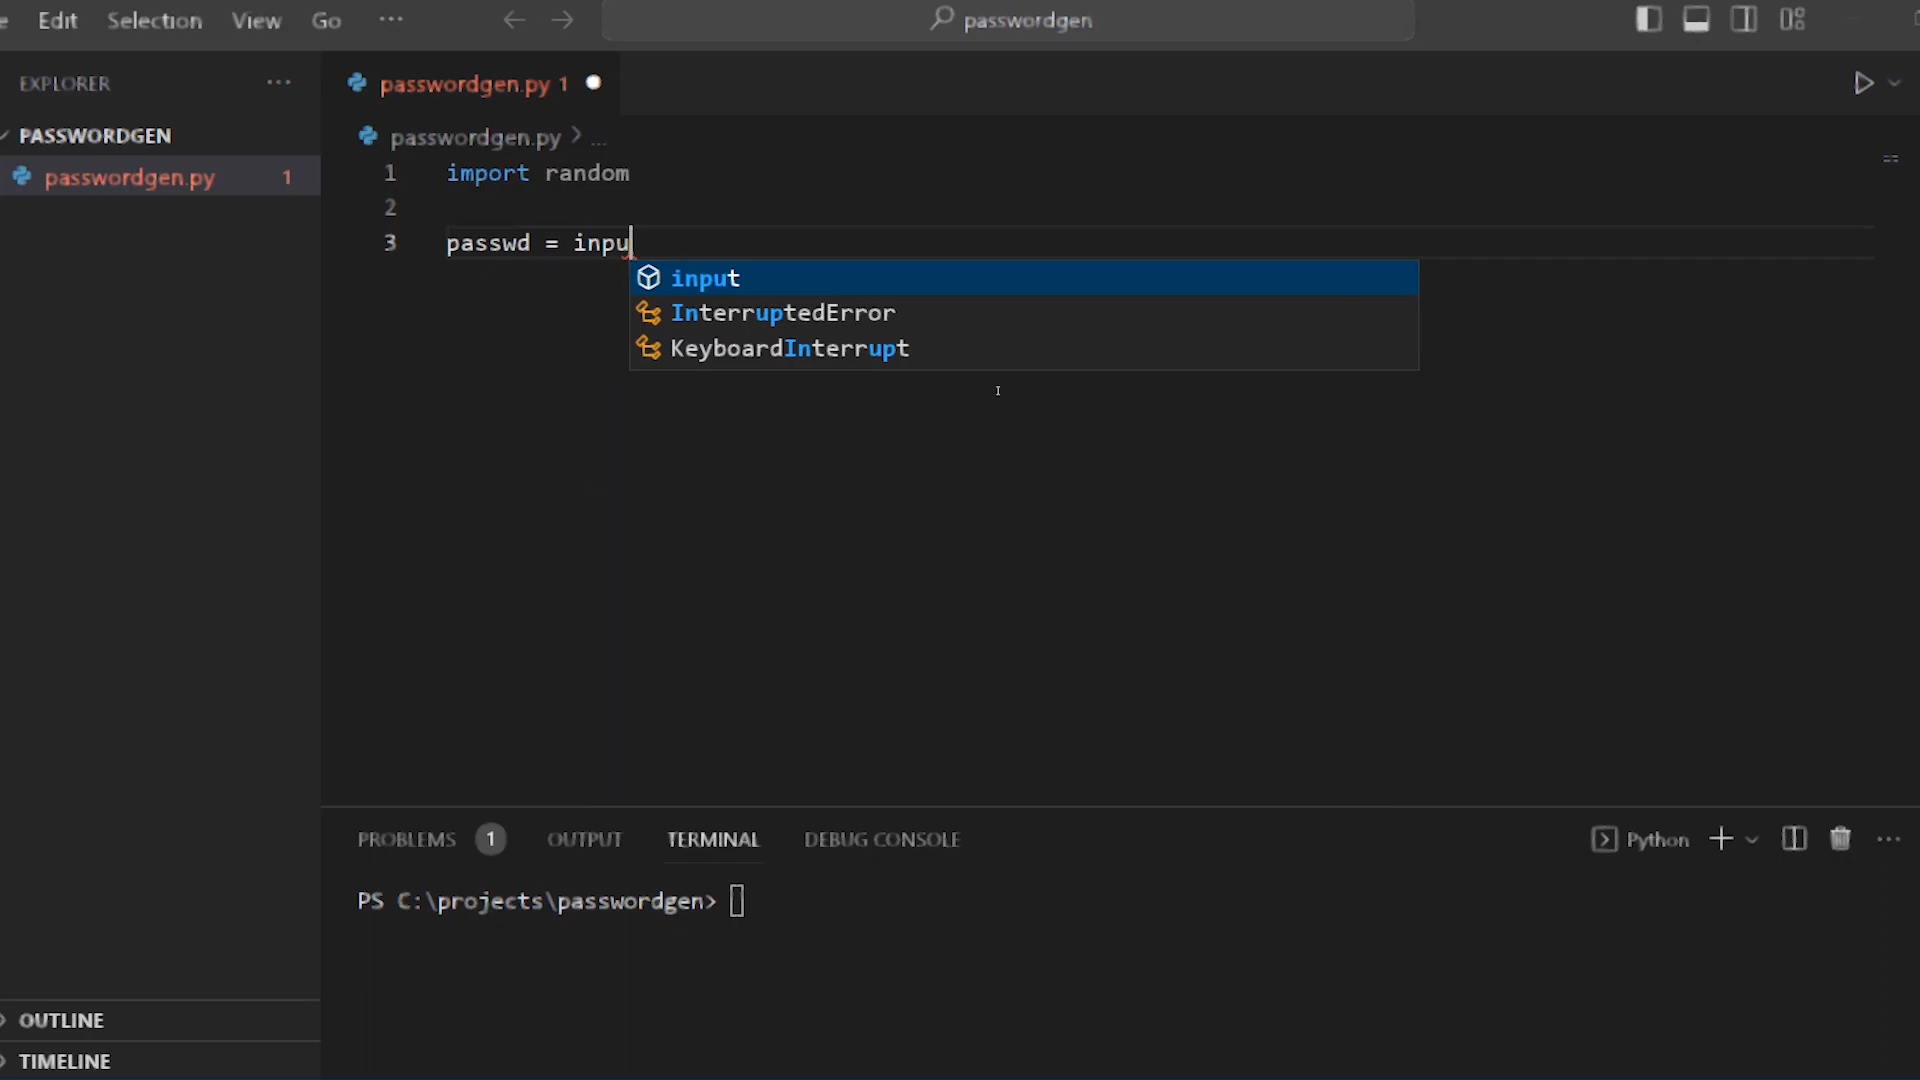 Edit Selection View Go ···
passwordgen
EXPLORER ···
PASSWORDGEN
passwordgen.py 1
passwordgen.py 1
passwordgen.py > ...
1 import random
2
3 passwd = inpu
input
InterruptedError
KeyboardInterrupt
PROBLEMS 1 OUTPUT TERMINAL DEBUG CONSOLE
Python
PS C:\projects\passwordgen>
OUTLINE
TIMELINE